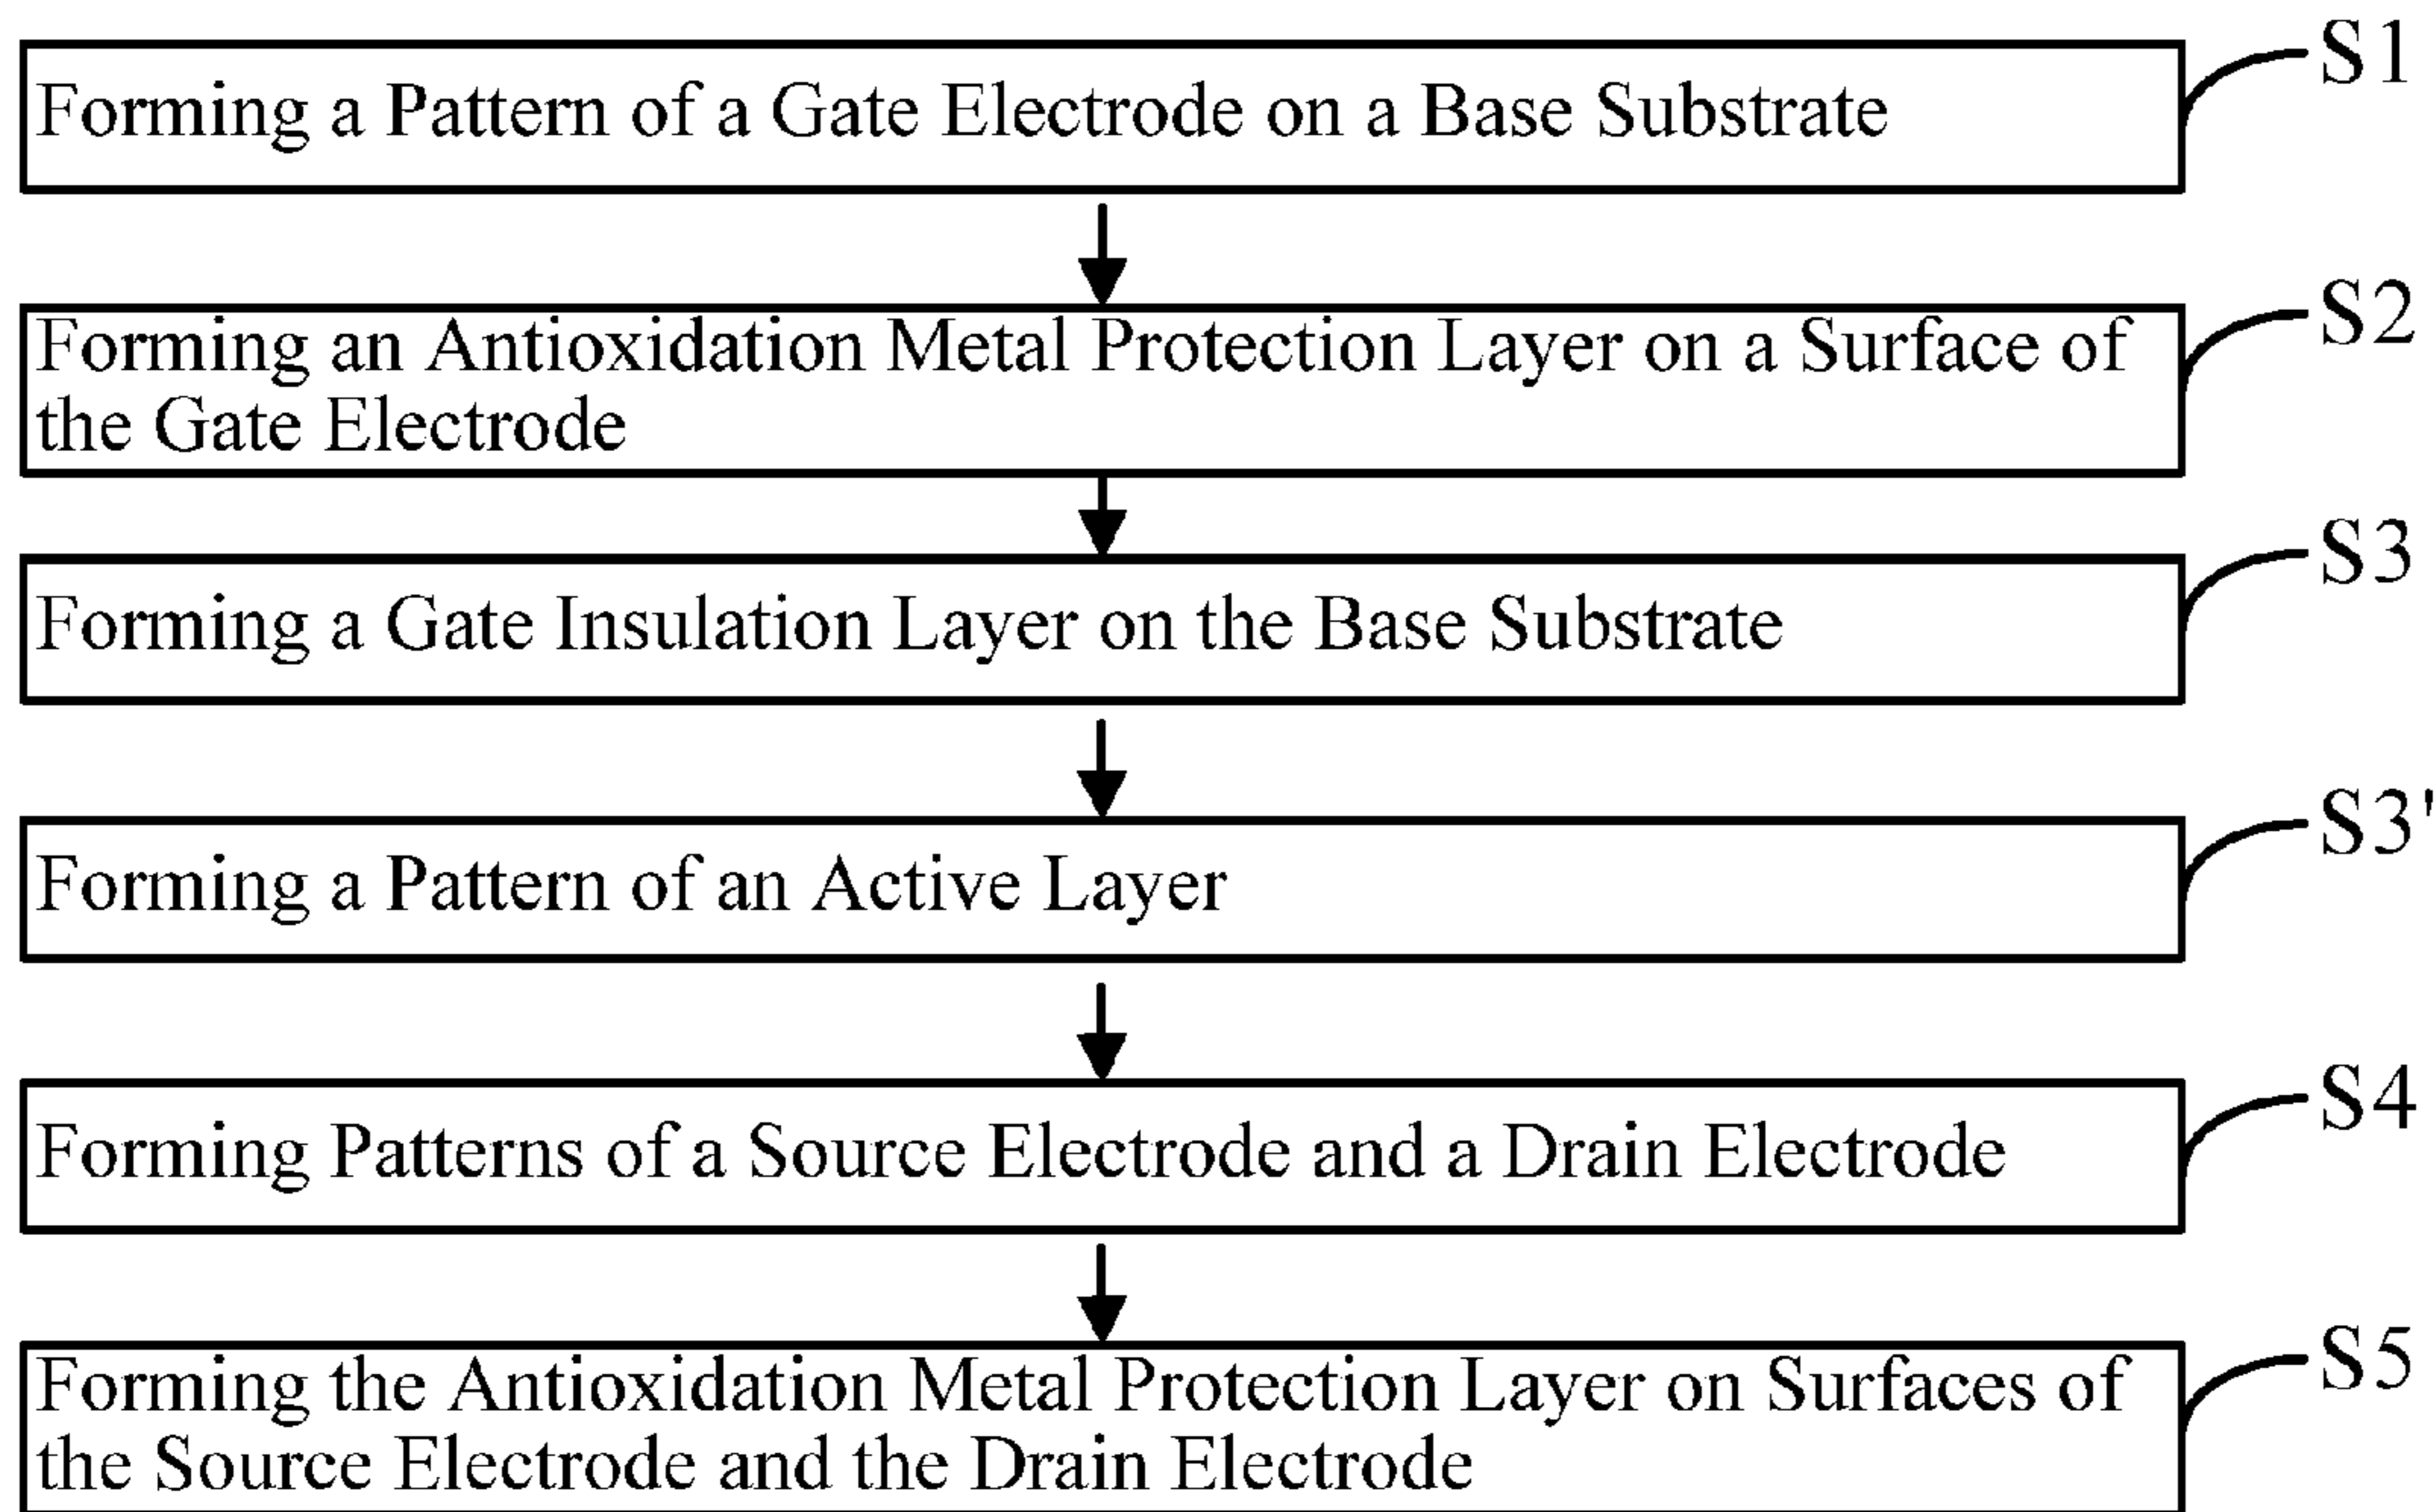 Forming a Pattern of a Gate Electrode on a Base Substrate
S1
Forming an Antioxidation Metal Protection Layer on a Surface of
the Gate Electrode
S2
Forming a Gate Insulation Layer on the Base Substrate
S3
Forming a Pattern of an Active Layer
S3'
Forming Patterns of a Source Electrode and a Drain Electrode
S4
Forming the Antioxidation Metal Protection Layer on Surfaces of
the Source Electrode and the Drain Electrode
S5